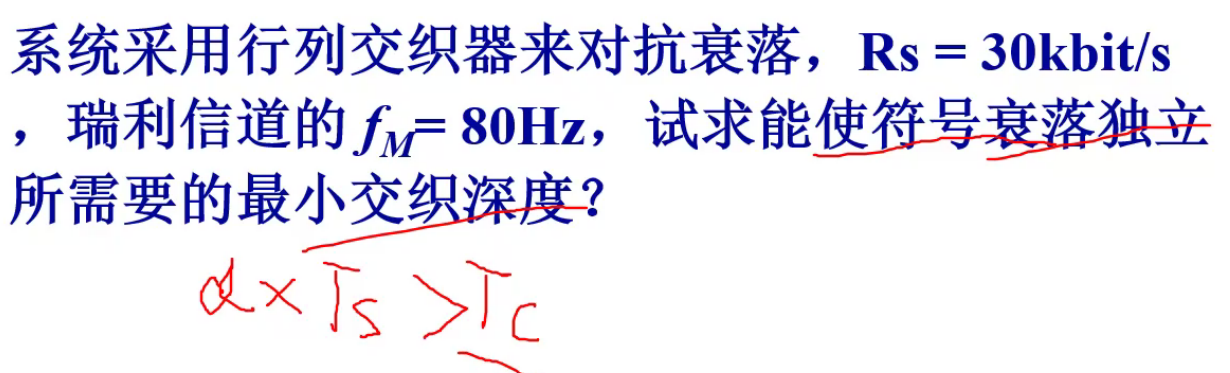 系统采用行列交织器来对抗衰落，Rs = 30kbit/s
，瑞利信道的 fM= 80Hz，试求能使符号衰落独立
所需要的最小交织深度？
d×Ts >Tc